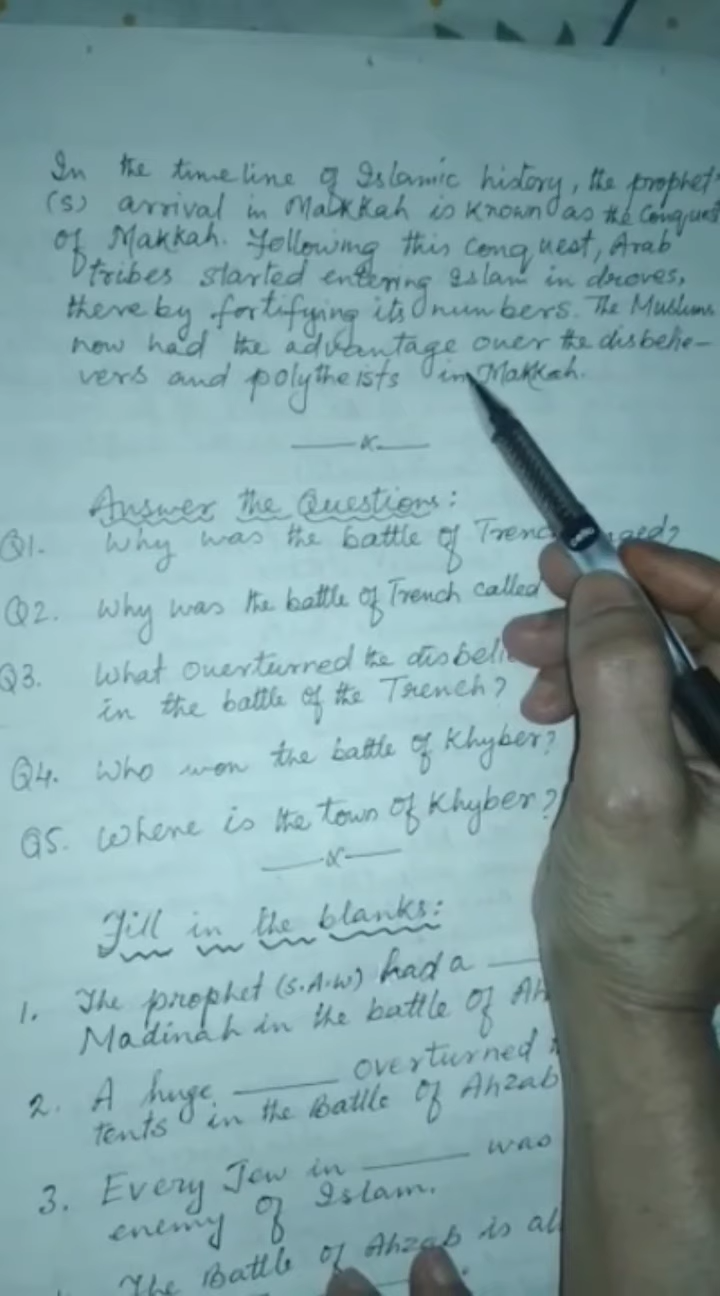 In the timeline of Islamic history, the prophet
(s) arrival in Makkah is known as the Conquest
of Makkah. Following this conquest, Arab
tribes started entering Islam in droves,
thereby fortifying its numbers. The Muslims
now had the advantage over the disbelie-
vers and polytheists in Makkah.
Answer the Questions:
Q1. Why was the battle of Trench
Q2. Why was the battle of Trench called
Q3. What overturned the
in the battle of the Trench?
Q4. Who won the battle of Khyber?
Q5. Where is the town of Khyber?
Fill in the blanks:
1. The prophet (S.A.W) had a ___
Madinah in the battle of
2. A huge ___ overturned
tents in the Battle of Ahzab
3. Every Jew in ___ was
enemy of Islam.
The Battle of Ahzab is